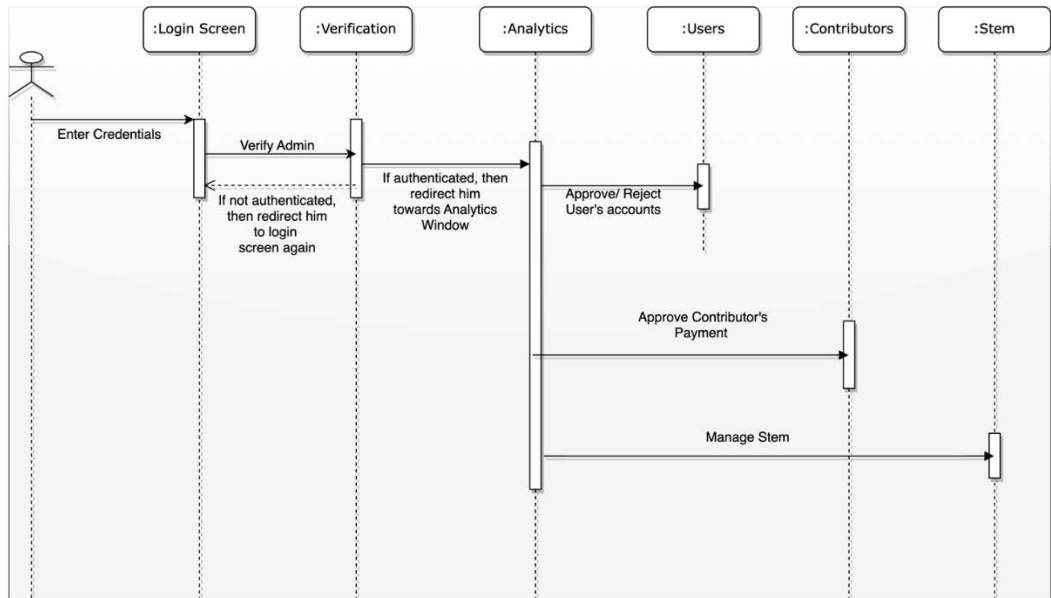 :Login Screen
:Verification
:Analytics
:Users
:Contributors
:Stem
Enter Credentials
Verify Admin
If not authenticated,
then redirect him
to login
screen again
If authenticated, then
redirect him
towards Analytics
Window
Approve/ Reject
User's accounts
Approve Contributor's
Payment
Manage Stem